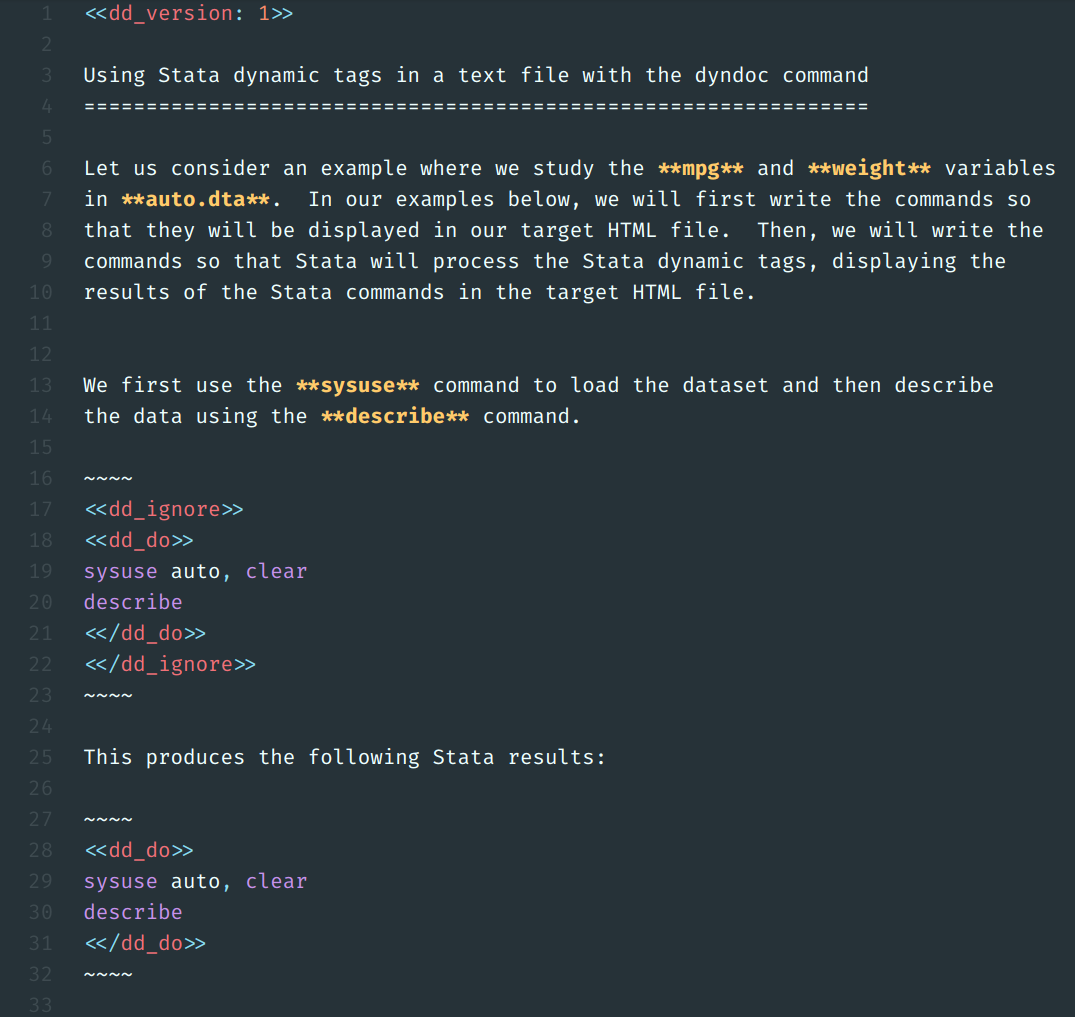 1 <<dd_version: 1>>
2
3 Using Stata dynamic tags in a text file with the dyndoc command
4 ===============================================================
5
6 Let us consider an example where we study the **mpg** and **weight** variables
7 in **auto.dta**.  In our examples below, we will first write the commands so
8 that they will be displayed in our target HTML file.  Then, we will write the
9 commands so that Stata will process the Stata dynamic tags, displaying the
10 results of the Stata commands in the target HTML file.
11
12
13 We first use the **sysuse** command to load the dataset and then describe
14 the data using the **describe** command.
15
16 ~~~~
17 <<dd_ignore>>
18 <<dd_do>>
19 sysuse auto, clear
20 describe
21 <</dd_do>>
22 <</dd_ignore>>
23 ~~~~
24
25 This produces the following Stata results:
26
27 ~~~~
28 <<dd_do>>
29 sysuse auto, clear
30 describe
31 <</dd_do>>
32 ~~~~
33